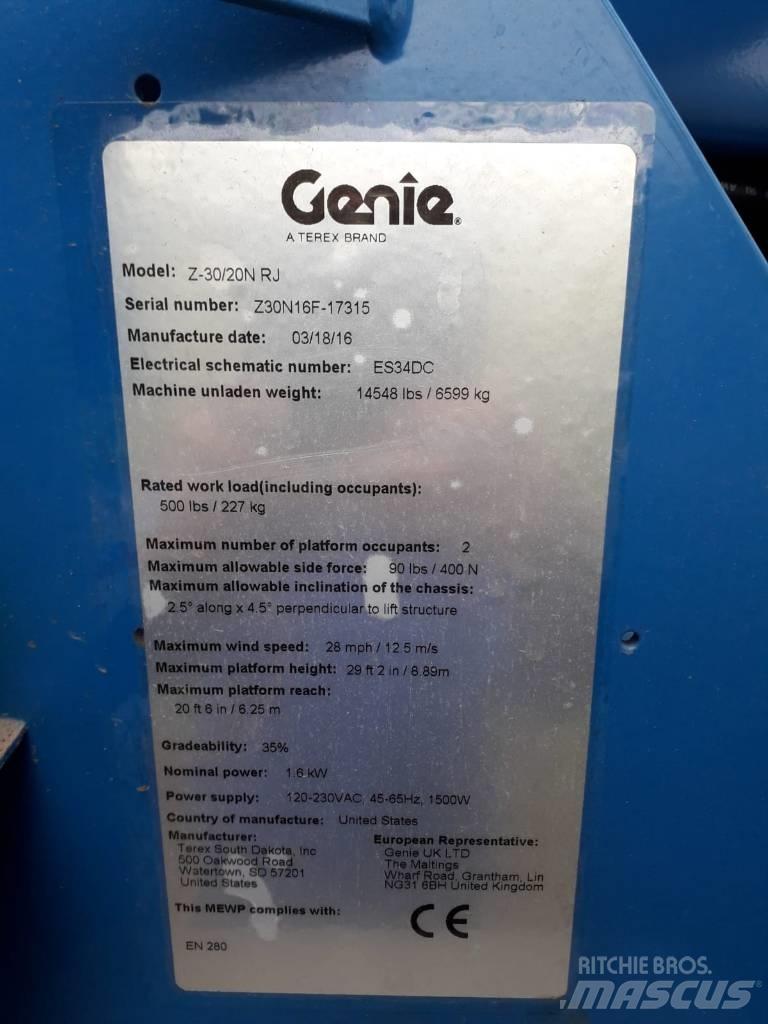 Genie®
A TEREX BRAND
Model: Z-30/20N RJ
Serial number: Z30N16F-17315
Manufacture date: 03/18/16
Electrical schematic number: ES34DC
Machine unladen weight: 14548 lbs / 6599 kg
Rated work load(including occupants):
500 lbs / 227 kg
Maximum number of platform occupants: 2
Maximum allowable side force: 90 lbs / 400 N
Maximum allowable inclination of the chassis:
2.5° along x 4.5° perpendicular to lift structure
Maximum wind speed: 28 mph / 12.5 m/s
Maximum platform height: 29 ft 2 in / 8.89m
Maximum platform reach:
20 ft 6 in / 6.25 m
Gradeability: 35%
Nominal power: 1.6 kW
Power supply: 120-230VAC, 45-65Hz, 1500W
Country of manufacture: United States
Manufacturer:
Terex South Dakota, Inc
500 Oakwood Road
Watertown, SD 57201
United States
European Representative:
Genie UK LTD
The Maltings
Wharf Road, Grantham, Lin
NG31 6BH United Kingdom
This MEWP complies with: CE
EN 280
RITCHIE BROS.
MASCUS